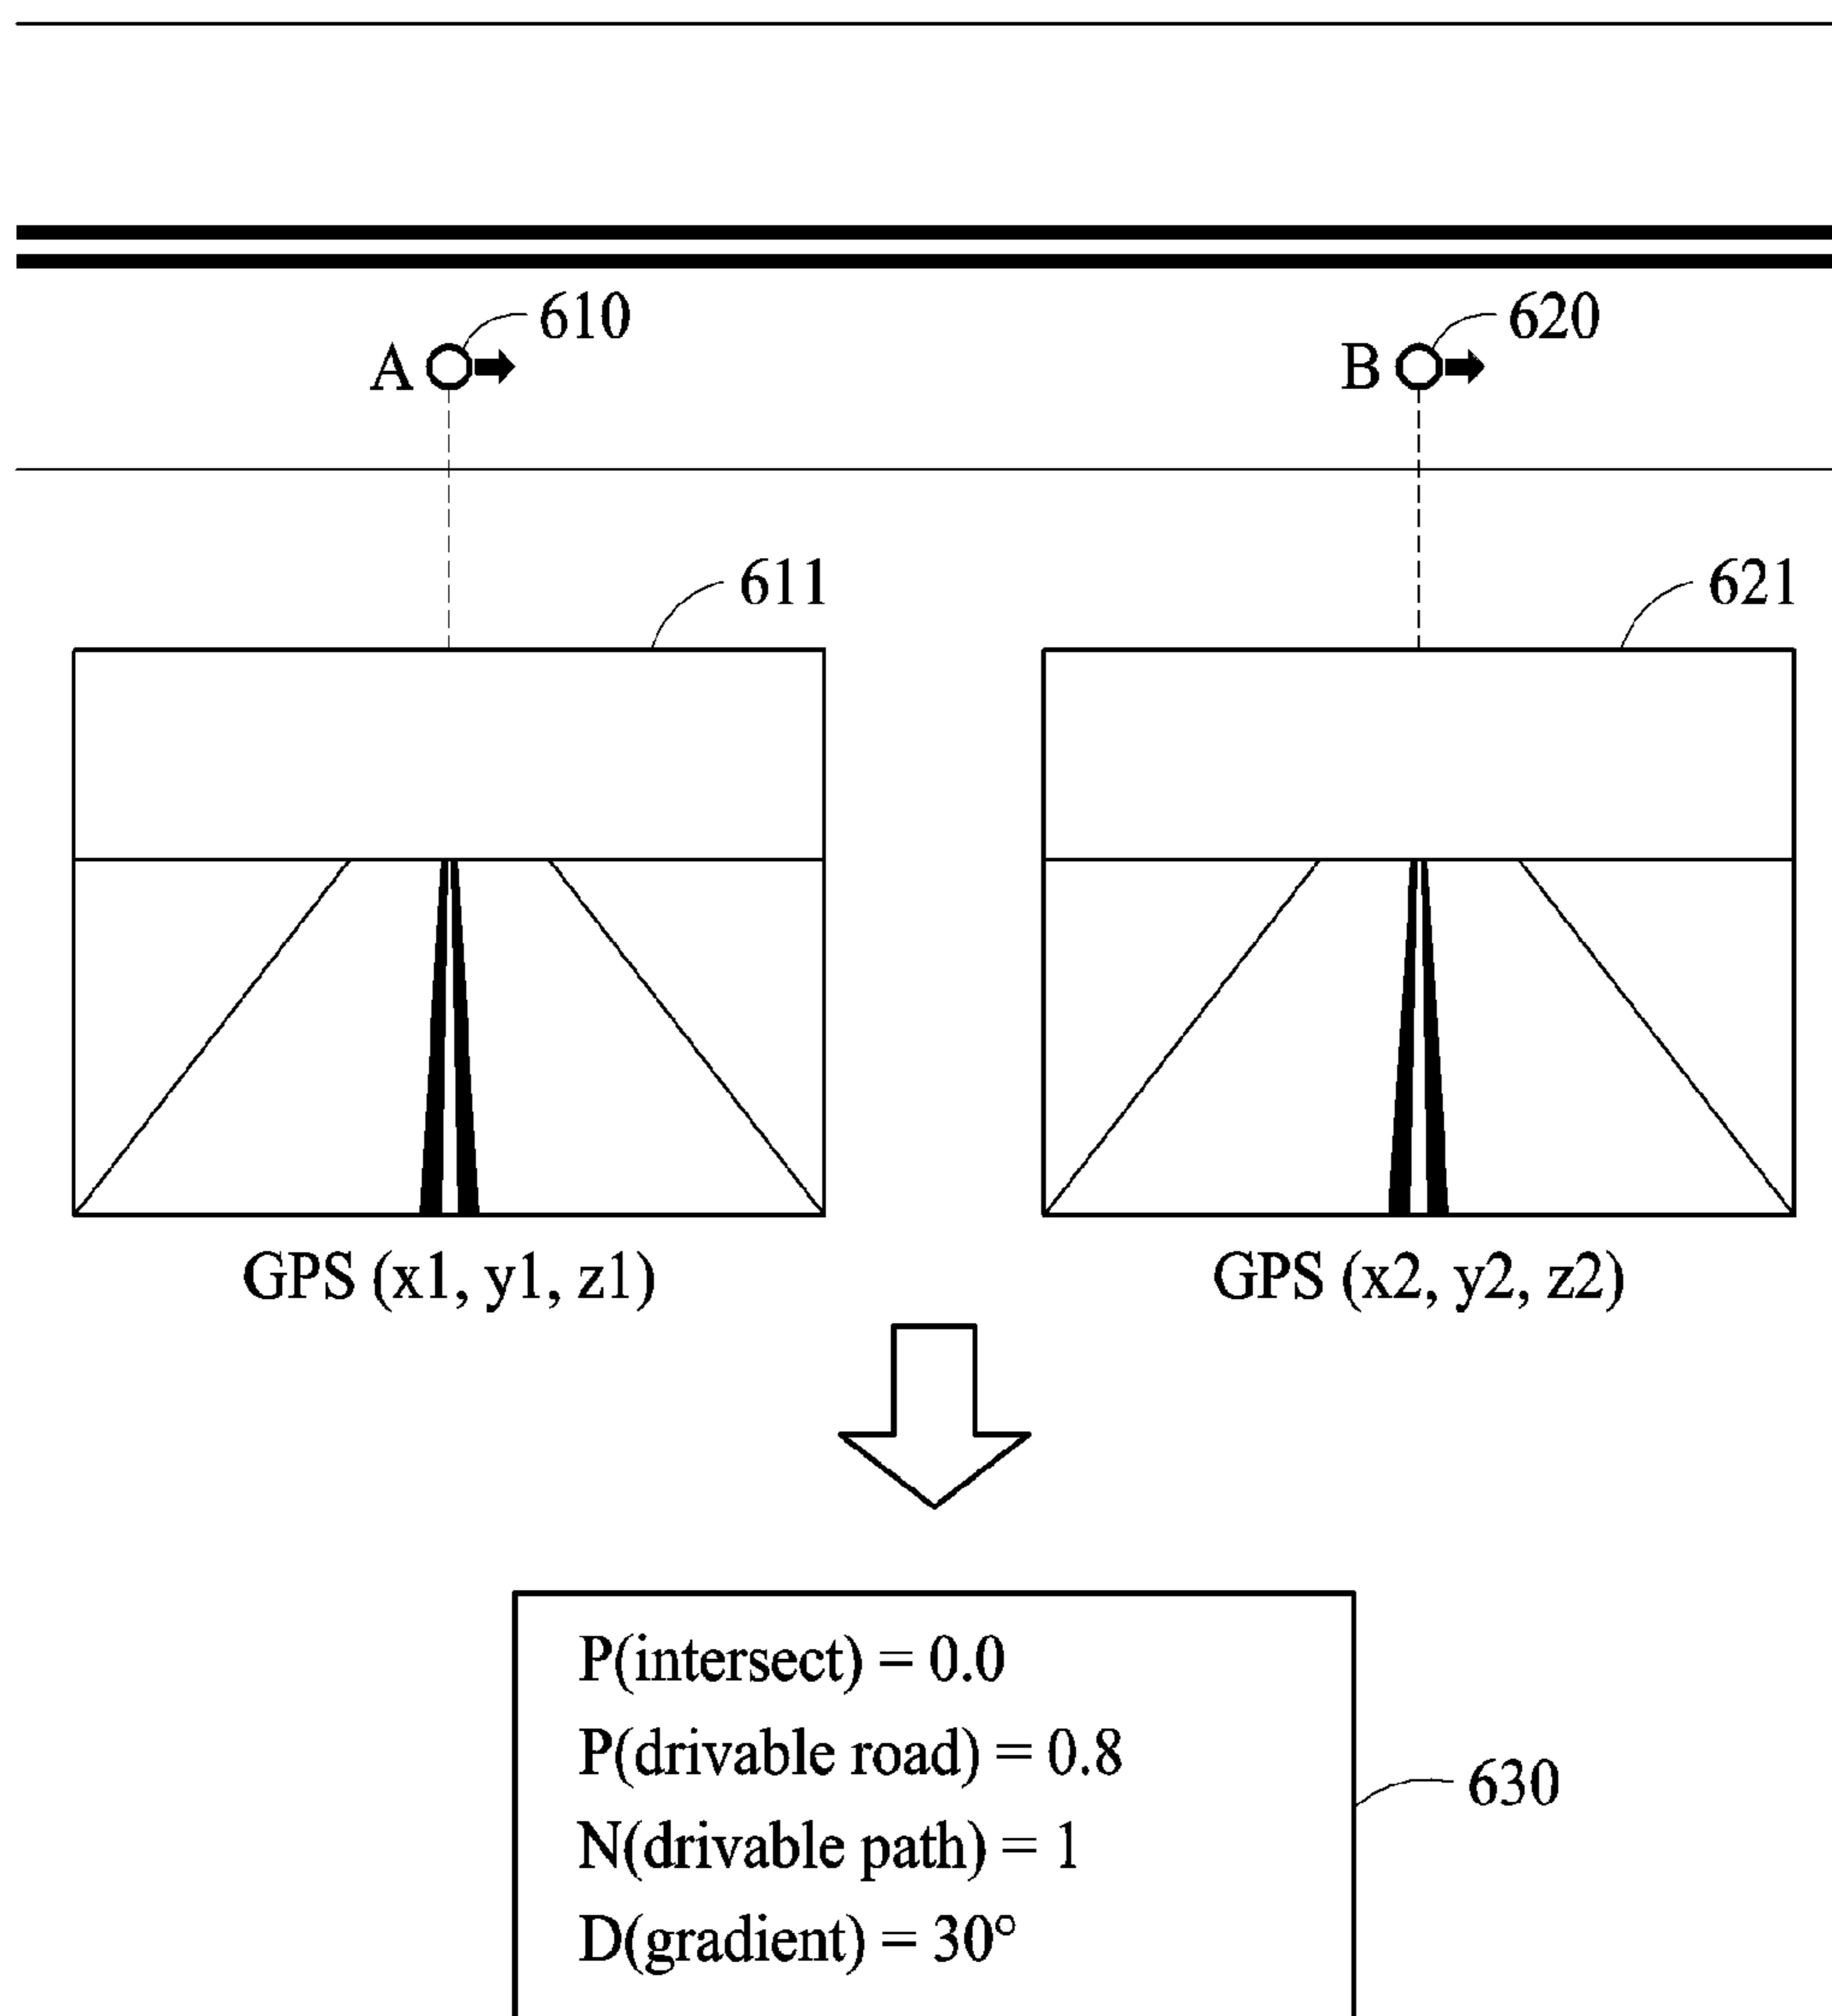 610
620
A
B
611
621
GPS (x1, y1, z1)
GPS (x2, y2, z2)
P(intersect) = 0.0
P(drivable road) = 0.8
630
N(drivable path) = 1
D(gradient) = 30°